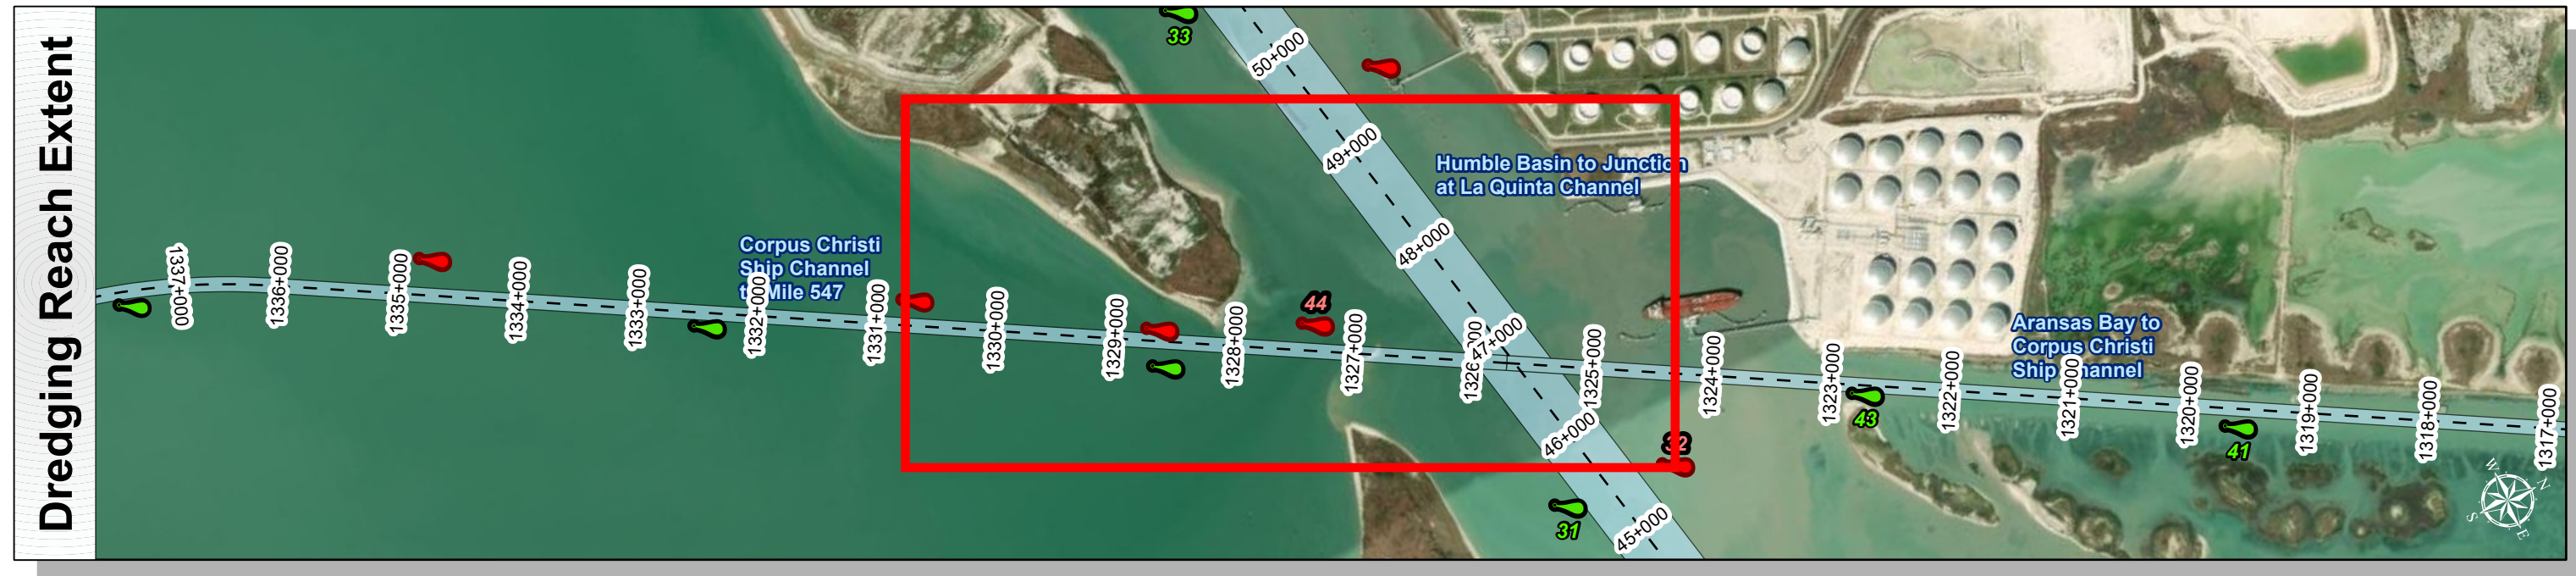 Dredging Reach Extent
33
50+000
49+000
Humble Basin to Junction
at La Quinta Channel
48+000
Corpus Christi
Ship Channel
to Mile 547
1337+000
1336+000
1335+000
1334+000
1333+000
1332+000
1331+000
1330+000
1329+000
1328+000
44
1327+000
47+000
1325+000
1324+000
1323+000
1322+000
1321+000
1320+000
1319+000
1318+000
1317+000
Aransas Bay to
Corpus Christi
Ship Channel
43
41
46+000
32
31
45+000
W
N
S
E